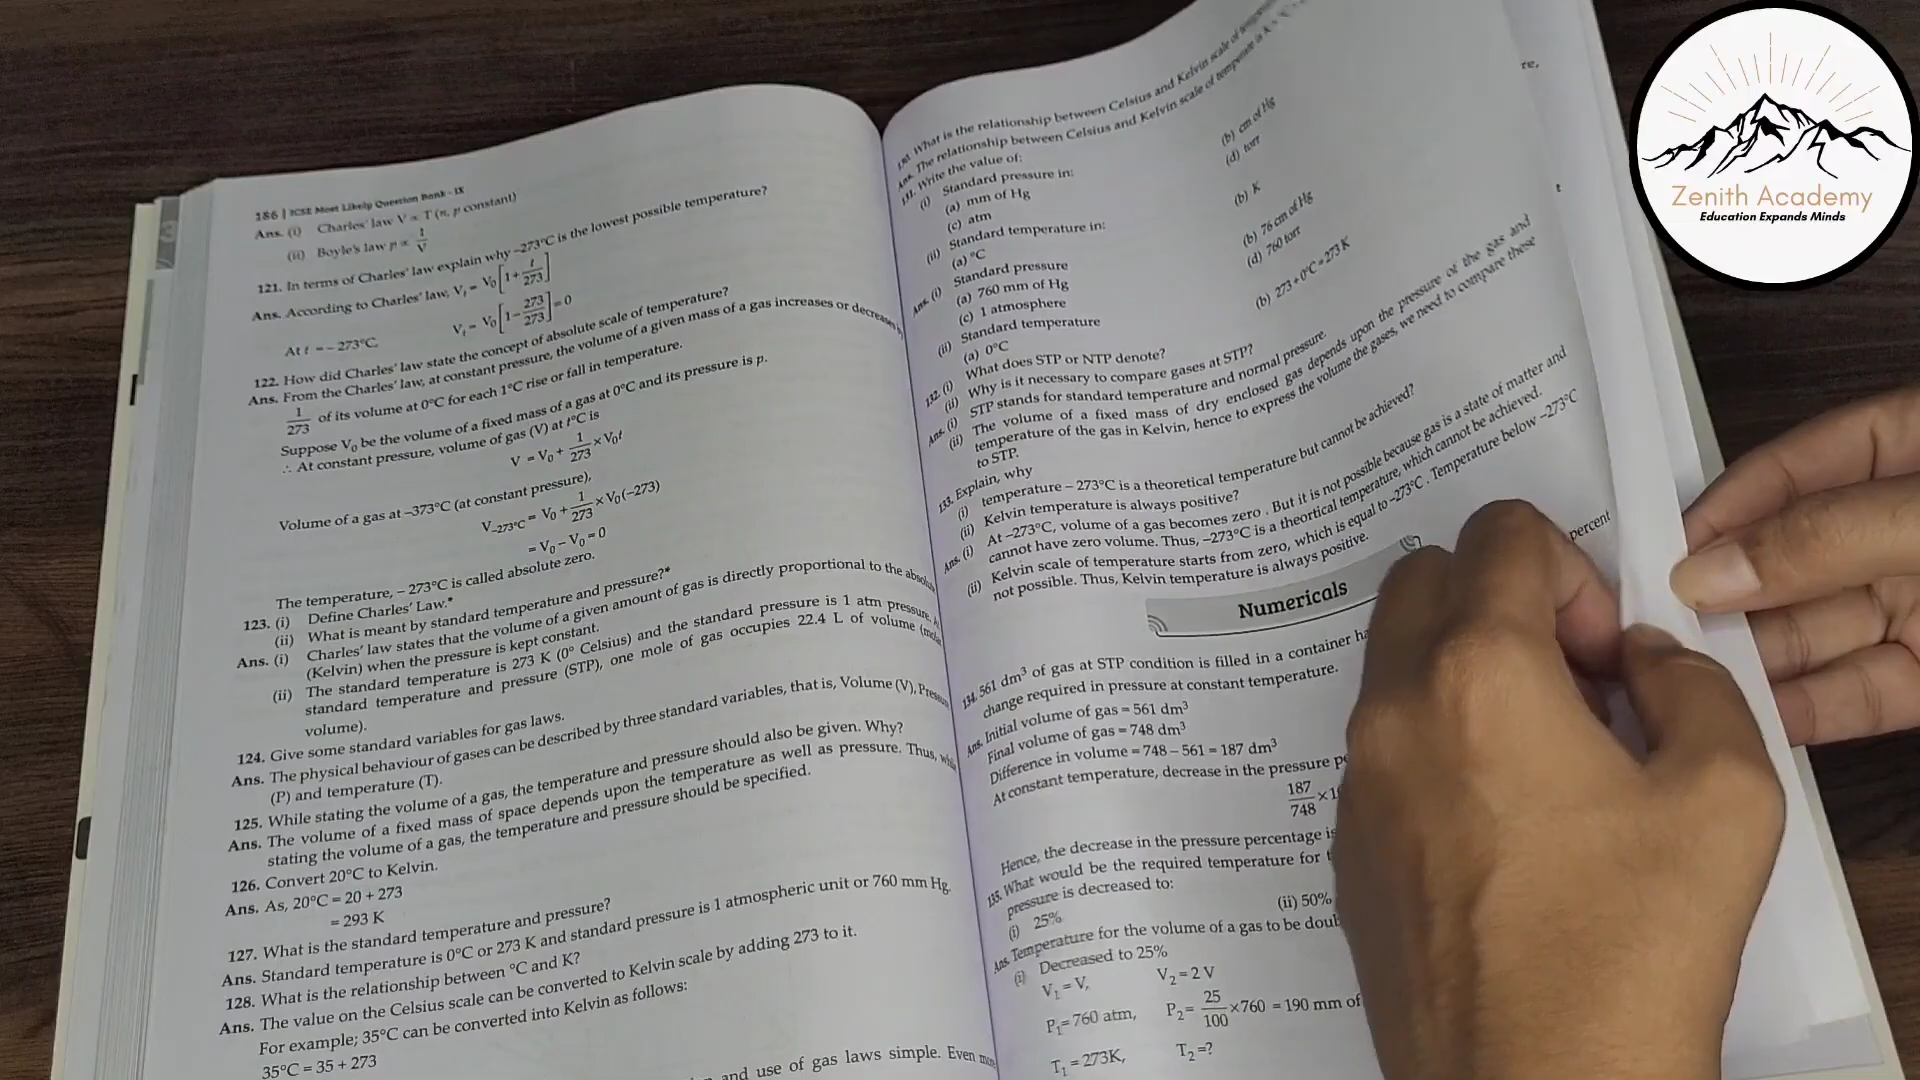 186 | ICSE Most Likely Question Bank - IX
Ans. (i) Charles' law V ∝ T (n, p constant)
(ii) Boyle's law p ∝ 1/V
121. In terms of Charles' law explain why –273°C is the lowest possible temperature?
Ans. According to Charles' law, Vt = V0[1+t/273]
At t = – 273°C, Vt = V0[1–273/273]=0
122. How did Charles' law state the concept of absolute scale of temperature?
Ans. From the Charles' law, at constant pressure, the volume of a given mass of a gas increases or decreases
1/273 of its volume at 0°C for each 1°C rise or fall in temperature.
Suppose V0 be the volume of a fixed mass of a gas at 0°C and its pressure is p.
∴ At constant pressure, volume of gas (V) at t°C is
V = V0 + 1/273 × V0t
Volume of a gas at –373°C (at constant pressure),
V–273°C = V0 + 1/273 × V0(–273)
= V0 – V0 = 0
The temperature, – 273°C is called absolute zero.
123. (i) Define Charles' Law.*
(ii) What is meant by standard temperature and pressure?*
Ans. (i) Charles' law states that the volume of a given amount of gas is directly proportional to the
(Kelvin) when the pressure is kept constant.
(ii) The standard temperature is 273 K (0° Celsius) and the standard pressure is 1 atm pressure.
standard temperature and pressure (STP), one mole of gas occupies 22.4 L of volume
volume).
124. Give some standard variables for gas laws.
Ans. The physical behaviour of gases can be described by three standard variables, that is, Volume (V),
(P) and temperature (T).
125. While stating the volume of a gas, the temperature and pressure should also be given. Why?
Ans. The volume of a fixed mass of space depends upon the temperature as well as pressure. Thus,
stating the volume of a gas, the temperature and pressure should be specified.
126. Convert 20°C to Kelvin.
Ans. As, 20°C = 20 + 273
= 293 K
127. What is the standard temperature and pressure?
Ans. Standard temperature is 0°C or 273 K and standard pressure is 1 atmospheric unit or 760 mm Hg.
128. What is the relationship between °C and K?
Ans. The value on the Celsius scale can be converted to Kelvin scale by adding 273 to it.
For example; 35°C can be converted into Kelvin as follows:
35°C = 35 + 273
and use of gas laws simple. Even
What is the relationship between Celsius and Kelvin scale of
Ans. The relationship between Celsius and Kelvin scale of
131. Write the value of:
(i) Standard pressure in:
(a) mm of Hg (b) cm of Hg
(c) atm (d) torr
(ii) Standard temperature in:
(a) °C (b) K
Ans. (i) Standard pressure
(a) 760 mm of Hg (b) 76 cm of Hg
(c) 1 atmosphere (d) 760 torr
(ii) Standard temperature
(a) 0°C (b) 273 + 0°C = 273 K
132. (i) What does STP or NTP denote?
(ii) Why is it necessary to compare gases at STP?
Ans. (i) STP stands for standard temperature and normal pressure.
(ii) The volume of a fixed mass of dry enclosed gas depends upon the pressure of the gas and
temperature of the gas in Kelvin, hence to express the volume the gases, we need to compare these
to STP.
133. Explain, why
(i) temperature – 273°C is a theoretical temperature but cannot be achieved?
(ii) Kelvin temperature is always positive?
Ans. (i) At –273°C, volume of a gas becomes zero . But it is not possible because gas is a state of matter and
cannot have zero volume. Thus, –273°C is a theortical temperature, which cannot be achieved.
(ii) Kelvin scale of temperature starts from zero, which is equal to –273°C . Temperature below –273°C
not possible. Thus, Kelvin temperature is always positive.
Numericals
134. 561 dm³ of gas at STP condition is filled in a container percent
change required in pressure at constant temperature.
Ans. Initial volume of gas = 561 dm³
Final volume of gas = 748 dm³
Difference in volume = 748 – 561 = 187 dm³
At constant temperature, decrease in the pressure
187/748 ×
Hence, the decrease in the pressure percentage is
135. What would be the required temperature for
pressure is decreased to:
(i) 25% (ii) 50%
Ans. Temperature for the volume of a gas to be
(i) Decreased to 25%
V1 = V, V2 = 2 V
P1= 760 atm, P2= 25/100 ×760 = 190 mm of
T1 = 273K, T2 =?
re,
t
Zenith Academy
Education Expands Minds